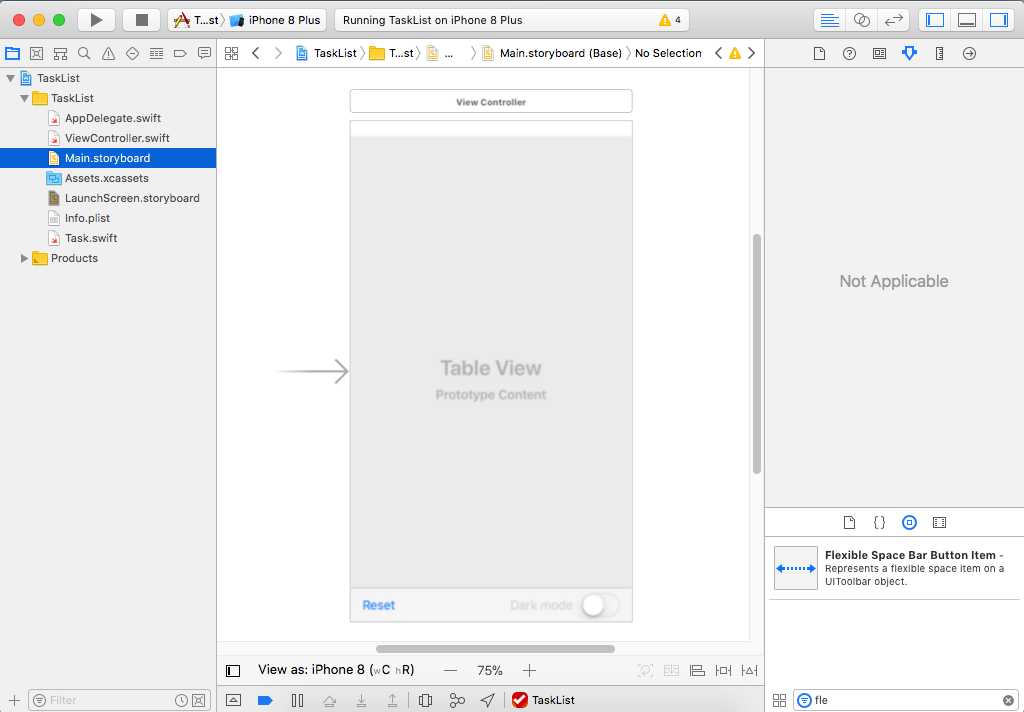 T...st 〉 iPhone 8 Plus
Running TaskList on iPhone 8 Plus
4
TaskList 〉 T...st 〉 ... 〉 Main.storyboard (Base) 〉 No Selection
TaskList
TaskList
AppDelegate.swift
ViewController.swift
Main.storyboard
Assets.xcassets
LaunchScreen.storyboard
Info.plist
Task.swift
Products
View Controller
Table View
Prototype Content
Reset
Dark mode
Not Applicable
{}
Flexible Space Bar Button Item -
Represents a flexible space item on a
UIToolbar object.
View as: iPhone 8 (wC hR)
— 75% +
+ Filter
TaskList
fle